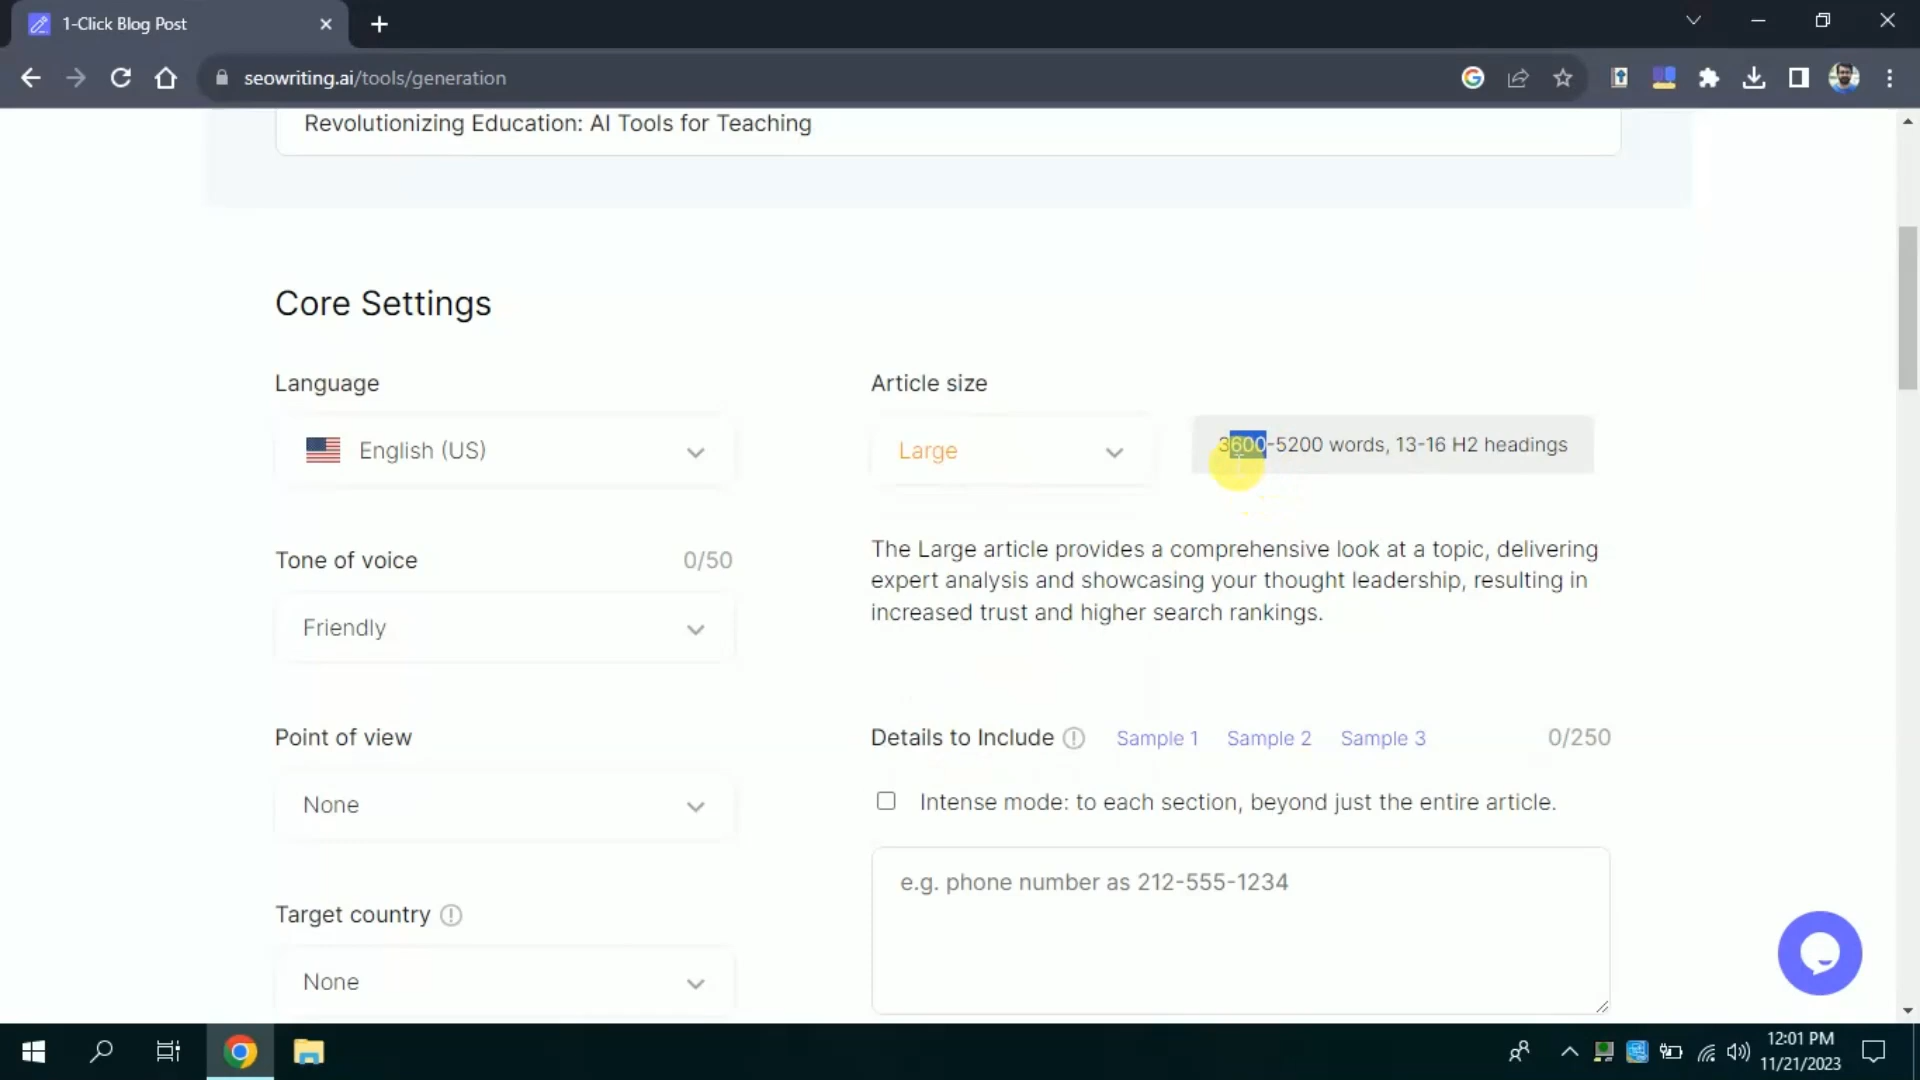 1-Click Blog Post
seowriting.ai/tools/generation
Revolutionizing Education: AI Tools for Teaching
Core Settings
Language
Article size
English (US)
Large
3600-5200 words, 13-16 H2 headings
Tone of voice
0/50
The Large article provides a comprehensive look at a topic, delivering
expert analysis and showcasing your thought leadership, resulting in
increased trust and higher search rankings.
Friendly
Point of view
Details to Include
Sample 1
Sample 2
Sample 3
0/250
None
Intense mode: to each section, beyond just the entire article.
e.g. phone number as 212-555-1234
Target country
None
12:01 PM
11/21/2023